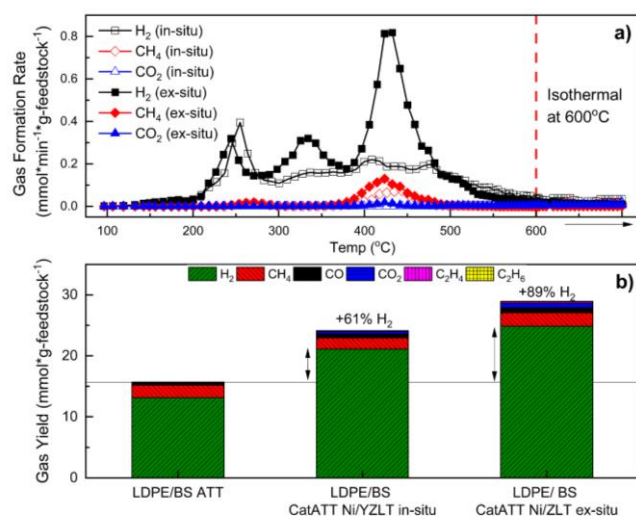 a)
H2 (in-situ)
CH4 (in-situ)
CO2 (in-situ)
H2 (ex-situ)
CH4 (ex-situ)
CO2 (ex-situ)
Gas Formation Rate
(mmol*min-1*g-feedstock-1)
0.8
0.6
0.4
0.2
0.0
Isothermal
at 600oC
100
200
300
400
500
600
Temp (oC)
H2 CH4 CO CO2 C2H4 C2H6
b)
Gas Yield (mmol*g-feedstock-1)
30
20
10
0
+61% H2
+89% H2
LDPE/BS ATT
LDPE/BS
CatATT Ni/YZLT in-situ
LDPE/ BS
CatATT Ni/ZLT ex-situ